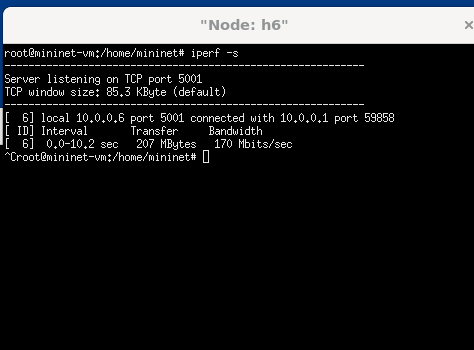 "Node: h6"
root@mininet-vm:/home/mininet# iperf -s
------------------------------------------------------------
Server listening on TCP port 5001
TCP window size: 85.3 KByte (default)
------------------------------------------------------------
[  6] local 10.0.0.6 port 5001 connected with 10.0.0.1 port 59858
[ ID] Interval       Transfer     Bandwidth
[  6]  0.0-10.2 sec   207 MBytes   170 Mbits/sec
^Croot@mininet-vm:/home/mininet#